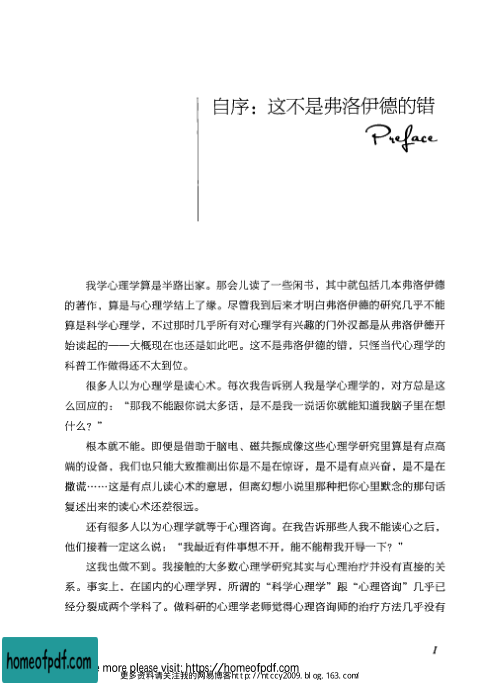 自序：这不是弗洛伊德的错
Preface
我学心理学算是半路出家。那会儿读了一些闲书，其中就包括几本弗洛伊德
的著作，算是与心理学结上了缘。尽管我到后来才明白弗洛伊德的研究几乎不能
算是科学心理学，不过那时几乎所有对心理学有兴趣的门外汉都是从弗洛伊德开
始读起的——大概现在也还是如此吧。这不是弗洛伊德的错，只怪当代心理学的
科普工作做得还不太到位。
很多人以为心理学是读心术。每次我告诉别人我是学心理学的，对方总是这
么回应的：“那我不能跟你说太多话，是不是我一说话你就能知道我脑子里在想
什么？”
根本就不能。即便是借助于脑电、磁共振成像这些心理学研究里算是有点高
端的设备，我们也只能大致推测出你是不是在惊讶，是不是有点兴奋，是不是在
撒谎……这是有点儿读心术的意思，但离幻想小说里那种把你心里默念的那句话
复述出来的读心术还差很远。
还有很多人以为心理学就等于心理咨询。在我告诉那些人我不能读心之后，
他们接着一定这么说：“我最近有件事想不开，能不能帮我开导一下？”
这我也做不到。我接触的大多数心理学研究其实与心理治疗并没有直接的关
系。事实上，在国内的心理学界，所谓的“科学心理学”跟“心理咨询”几乎已
经分裂成两个学科了。做科研的心理学老师觉得心理咨询师的治疗方法几乎没有
I
homeofpdf.com
e more please visit: https://homeofpdf.com
更多资料请关注我的网易博客http://ntccy2009.blog.163.com/